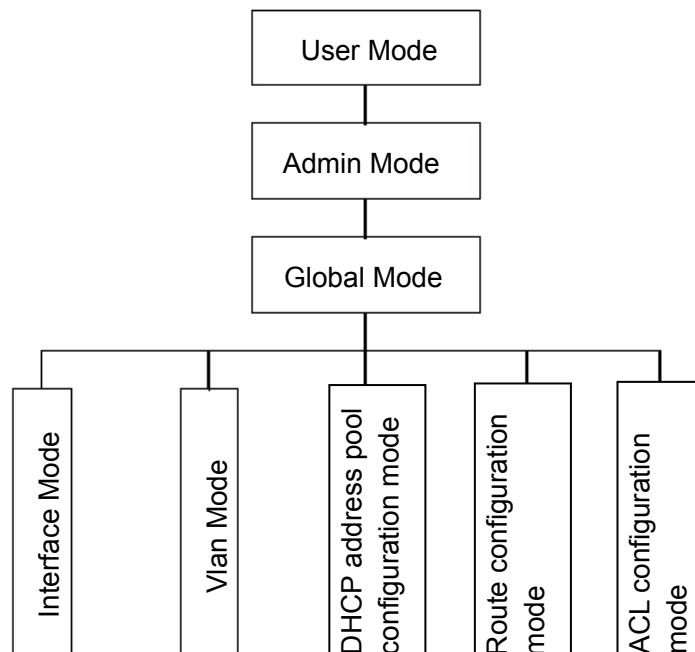 User Mode
Admin Mode
Global Mode
Interface Mode
Vlan Mode
DHCP address pool
configuration mode
Route configuration
mode
ACL configuration
mode